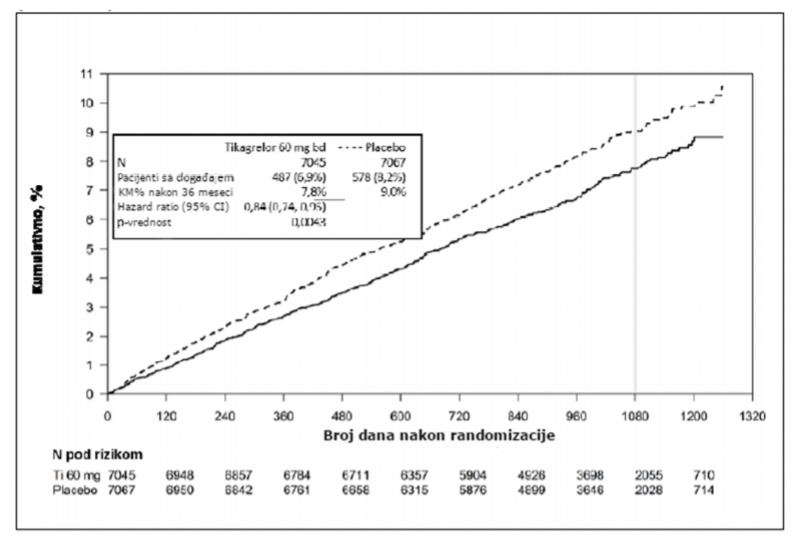 11
10
9
8
7
6
5
4
3
2
1
0
Kumulativno, %
Tikagrelor 60 mg bd ---- Placebo
N 7045 7067
Pacijenti sa događajem 487 (6,9%) 578 (8,2%)
KM% nakon 36 meseci 7,8% 9,0%
Hazard ratio (95% CI) 0,84 (0,74, 0,95)
p-vrednost 0,0043
0 120 240 360 480 600 720 840 960 1080 1200 1320
Broj dana nakon randomizacije
N pod rizikom
Ti 60 mg 7045 6948 6857 6784 6711 6357 5904 4926 3698 2055 710
Placebo 7067 6950 6842 6761 6658 6315 5876 4899 3646 2028 714